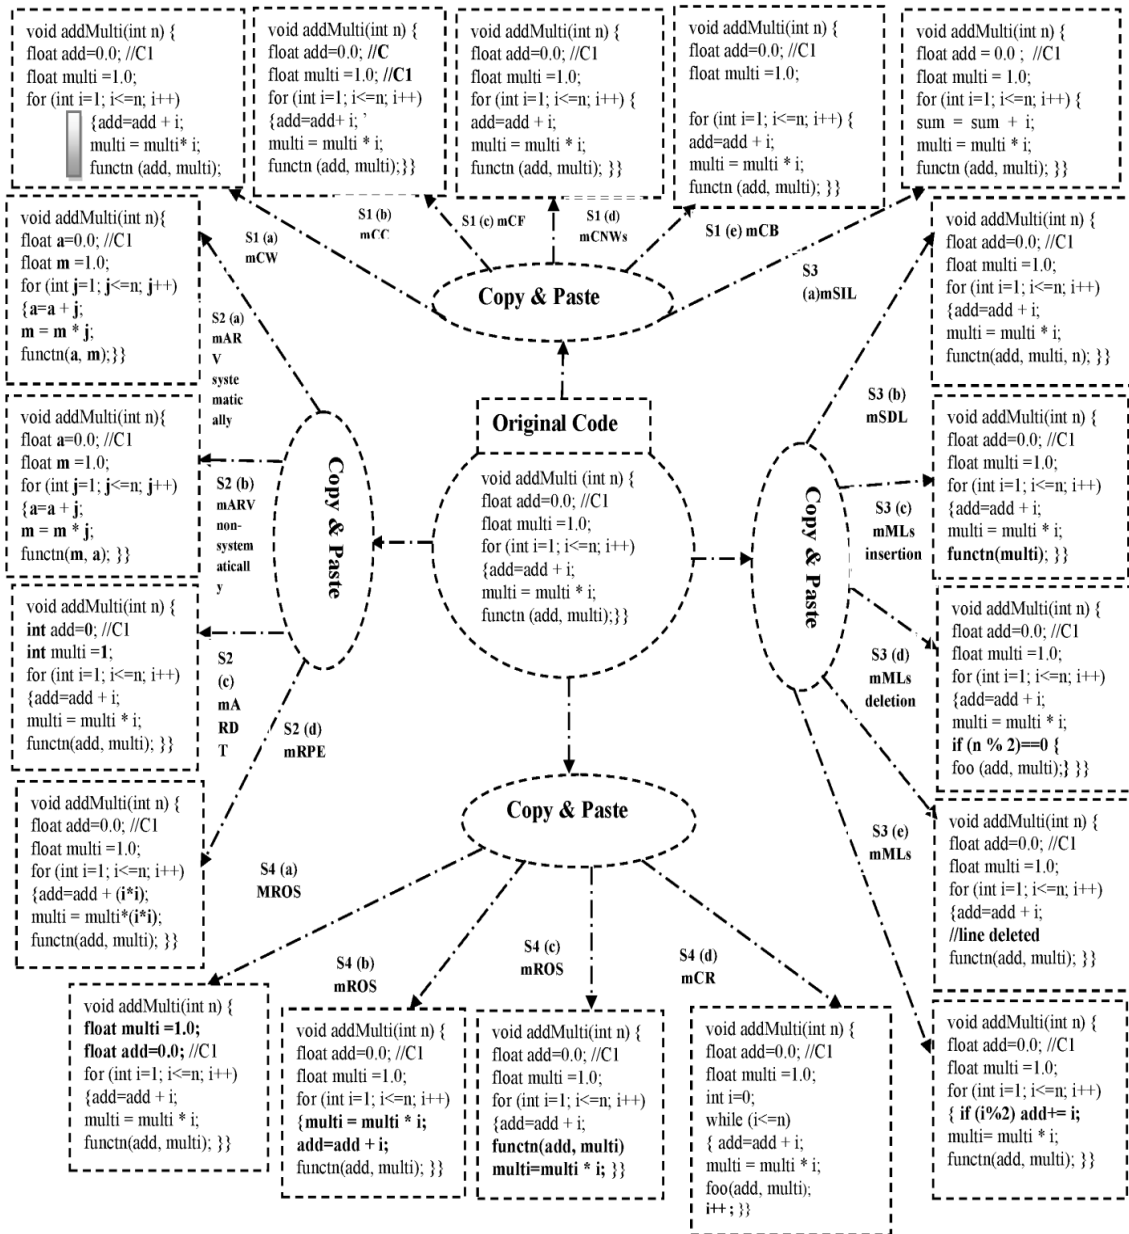 void addMulti(int n) {
float add=0.0; //C1
float multi =1.0;
for (int i=1; i<=n; i++)
{add=add + i;
multi = multi* i;
functn (add, multi);
void addMulti(int n) {
float add=0.0; //C
float multi =1.0; //C1
for (int i=1; i<=n; i++)
{add=add+ i; '
multi = multi * i;
functn (add, multi);}}
void addMulti(int n) {
float add=0.0; //C1
float multi =1.0;
for (int i=1; i<=n; i++) {
add=add + i;
multi = multi * i;
functn (add, multi); }}
void addMulti(int n) {
float add=0.0; //C1
float multi =1.0;
for (int i=1; i<=n; i++) {
add=add + i;
multi = multi * i;
functn (add, multi); }}
void addMulti(int n) {
float add = 0.0 ; //C1
float multi = 1.0;
for (int i=1; i<=n; i++) {
sum = sum + i;
multi = multi * i;
functn (add, multi); }}
S1 (a)
mCW
S1 (b)
mCC
S1 (c) mCF
S1 (d)
mCNWs
S1 (e) mCB
S3
(a)mSIL
Copy & Paste
void addMulti(int n){
float a=0.0; //C1
float m =1.0;
for (int j=1; j<=n; j++)
{a=a + j;
m = m * j;
functn(a, m);}}
S2 (a)
mAR
V
syste
matic
ally
void addMulti(int n){
float a=0.0; //C1
float m =1.0;
for (int j=1; j<=n; j++)
{a=a + j;
m = m * j;
functn(m, a); }}
S2 (b)
mARV
non-
system
aticall
y
void addMulti(int n) {
int add=0; //C1
int multi =1;
for (int i=1; i<=n; i++)
{add=add + i;
multi = multi * i;
functn(add, multi); }}
S2
(c)
mA
RD
T
S2 (d)
mRPE
void addMulti(int n) {
float add=0.0; //C1
float multi =1.0;
for (int i=1; i<=n; i++)
{add=add + (i*i);
multi = multi*(i*i);
functn(add, multi); }}
Copy & Paste
Original Code
void addMulti (int n) {
float add=0.0; //C1
float multi =1.0;
for (int i=1; i<=n; i++)
{add=add + i;
multi = multi * i;
functn (add, multi);}}
Copy & Paste
void addMulti(int n) {
float add=0.0; //C1
float multi =1.0;
for (int i=1; i<=n; i++)
{add=add + i;
multi = multi * i;
functn(add, multi, n); }}
S3 (b)
mSDL
void addMulti(int n) {
float add=0.0; //C1
float multi =1.0;
for (int i=1; i<=n; i++)
{add=add + i;
multi = multi * i;
functn(multi); }}
S3 (c)
mMLs
insertion
void addMulti(int n) {
float add=0.0; //C1
float multi =1.0;
for (int i=1; i<=n; i++)
{add=add + i;
multi = multi * i;
if (n % 2)==0 {
foo (add, multi);} }}
S3 (d)
mMLs
deletion
void addMulti(int n) {
float add=0.0; //C1
float multi =1.0;
for (int i=1; i<=n; i++)
{add=add + i;
//line deleted
functn(add, multi); }}
S3 (e)
mMLs
void addMulti(int n) {
float add=0.0; //C1
float multi =1.0;
for (int i=1; i<=n; i++)
{ if (i%2) add+= i;
multi= multi * i;
functn(add, multi); }}
Copy & Paste
S4 (a)
MROS
S4 (b)
mROS
S4 (c)
mROS
S4 (d)
mCR
void addMulti(int n) {
float multi =1.0;
float add=0.0; //C1
for (int i=1; i<=n; i++)
{add=add + i;
multi = multi * i;
functn(add, multi); }}
void addMulti(int n) {
float add=0.0; //C1
float multi =1.0;
for (int i=1; i<=n; i++)
{multi = multi * i;
add=add + i;
functn(add, multi); }}
void addMulti(int n) {
float add=0.0; //C1
float multi =1.0;
for (int i=1; i<=n; i++)
{add=add + i;
functn(add, multi)
multi=multi * i; }}
void addMulti(int n) {
float add=0.0; //C1
float multi =1.0;
int i=0;
while (i<=n)
{ add=add + i;
multi = multi * i;
foo(add, multi);
i++ ; }}